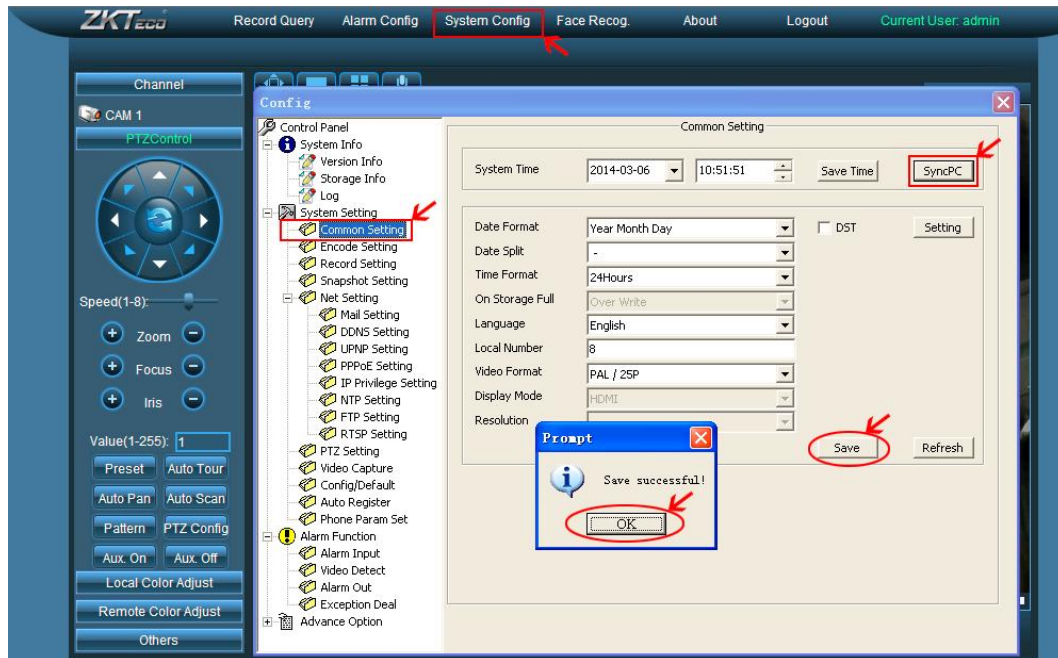 ZKTeco
Record Query Alarm Config System Config Face Recog. About Logout Current User: admin
Channel
CAM 1
PTZControl
Speed(1-8):
Zoom
Focus
Iris
Value(1-255): 1
Preset Auto Tour
Auto Pan Auto Scan
Pattern PTZ Config
Aux. On Aux. Off
Local Color Adjust
Remote Color Adjust
Others
Config
Control Panel
System Info
Version Info
Storage Info
Log
System Setting
Common Setting
Encode Setting
Record Setting
Snapshot Setting
Net Setting
Mail Setting
DDNS Setting
UPNP Setting
PPPoE Setting
IP Privilege Setting
NTP Setting
FTP Setting
RTSP Setting
PTZ Setting
Video Capture
Config/Default
Auto Register
Phone Param Set
Alarm Function
Alarm Input
Video Detect
Alarm Out
Exception Deal
Advance Option
Common Setting
System Time 2014-03-06 10:51:51 Save Time SyncPC
Date Format Year Month Day DST Setting
Date Split -
Time Format 24Hours
On Storage Full Over Write
Language English
Local Number 8
Video Format PAL / 25P
Display Mode HDMI
Resolution
Save Refresh
Prompt
Save successful!
OK